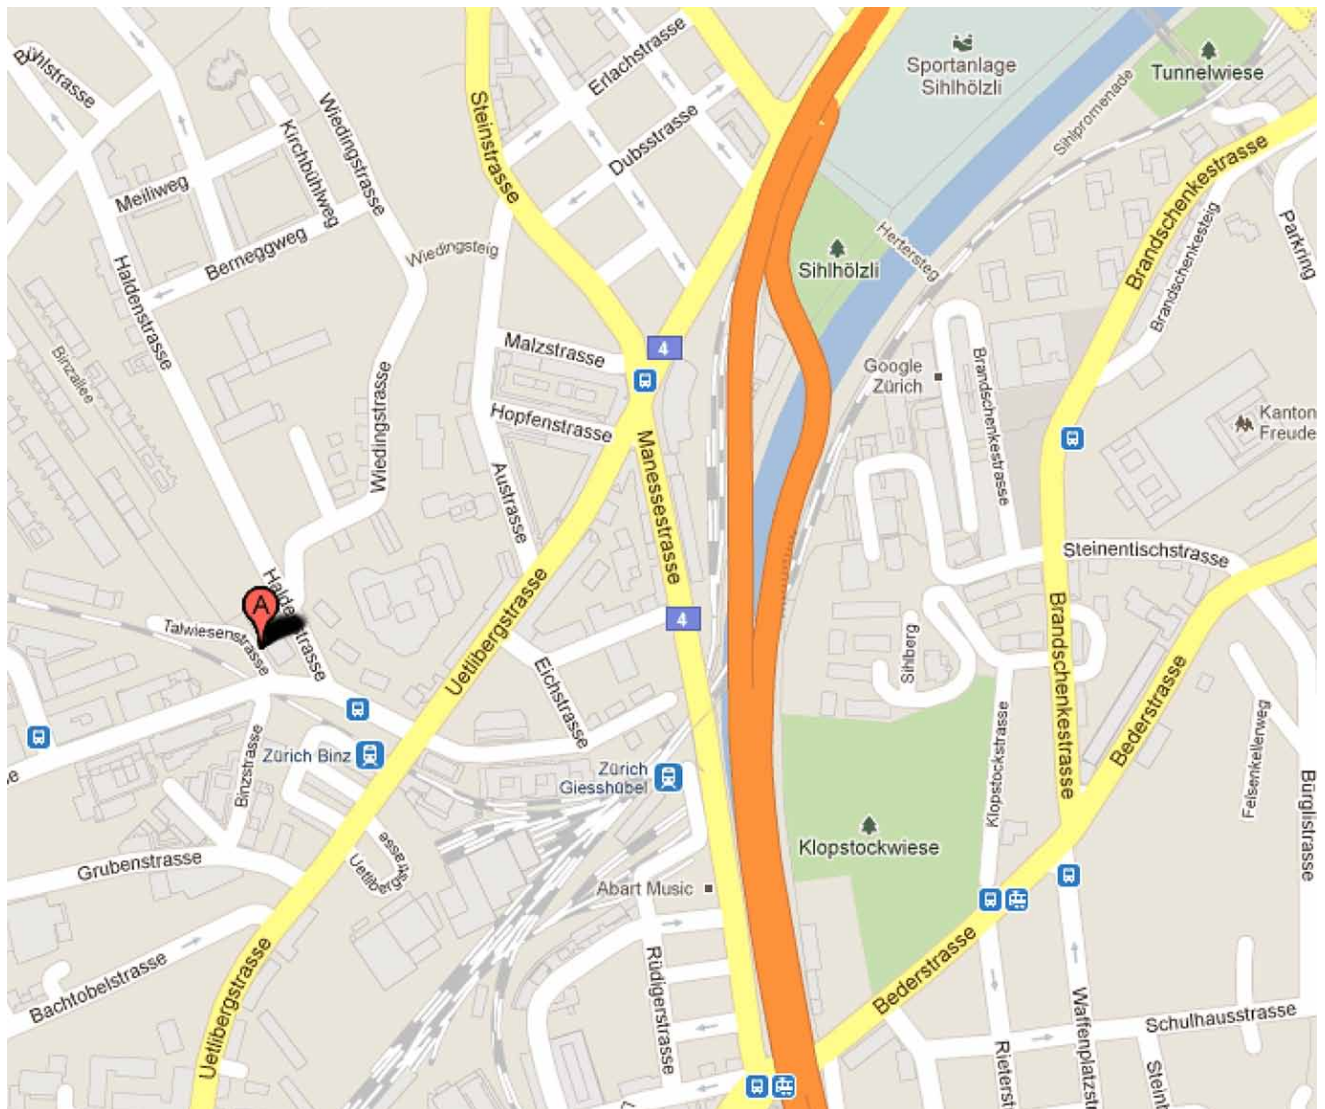 Bühlstrasse
Wiedingstrasse
Kirchbühlweg
Meiliweg
Berneggweg
Haldenstrasse
Binzallee
Wiedingsteig
Steinstrasse
Erlachstrasse
Dubsstrasse
Sportanlage
Sihlhölzli
Tunnelwiese
Sihlpromenade
Brandschenkestrasse
Parkring
Brandschenkesteig
Hertersteg
Sihlhölzli
4
Malzstrasse
Hopfenstrasse
Wiedingstrasse
Austrasse
Manessestrasse
Google
Zürich
Brandschenkestrasse
Kanton
Freude
Steinentischstrasse
Haldenstrasse
A
Talwiesenstrasse
Uetlibergstrasse
4
Eichstrasse
Sihlberg
Brandschenkestrasse
Bederstrasse
Klopstockstrasse
Felsenkellerweg
Bürglistrasse
Binzstrasse
Zürich Binz
Zürich
Giesshübel
Klopstockwiese
Grubenstrasse
Uetlibergstrasse
Abart Music
Bachtobelstrasse
Uetlibergstrasse
Rüdigerstrasse
Bederstrasse
Schulhausstrasse
Rieterst
Waffenplatzstr